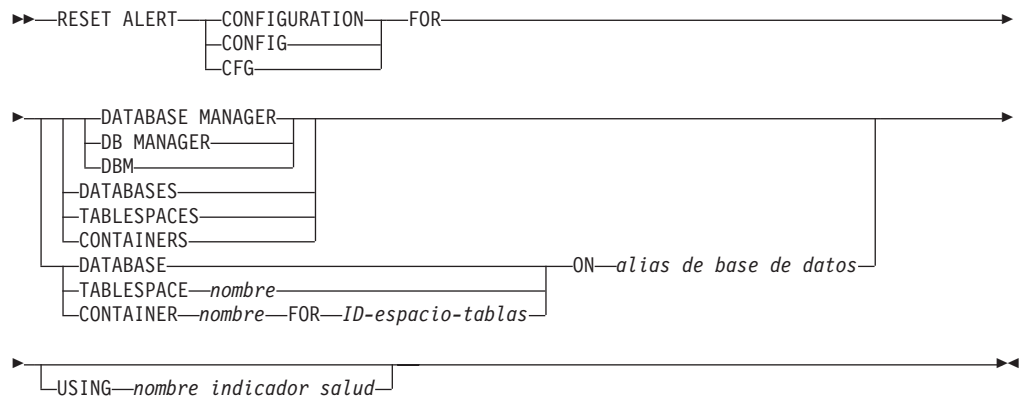 RESET ALERT CONFIGURATION FOR
CONFIG
CFG
DATABASE MANAGER
DB MANAGER
DBM
DATABASES
TABLESPACES
CONTAINERS
DATABASE ON alias de base de datos
TABLESPACE nombre
CONTAINER nombre FOR ID-espacio-tablas
USING nombre indicador salud